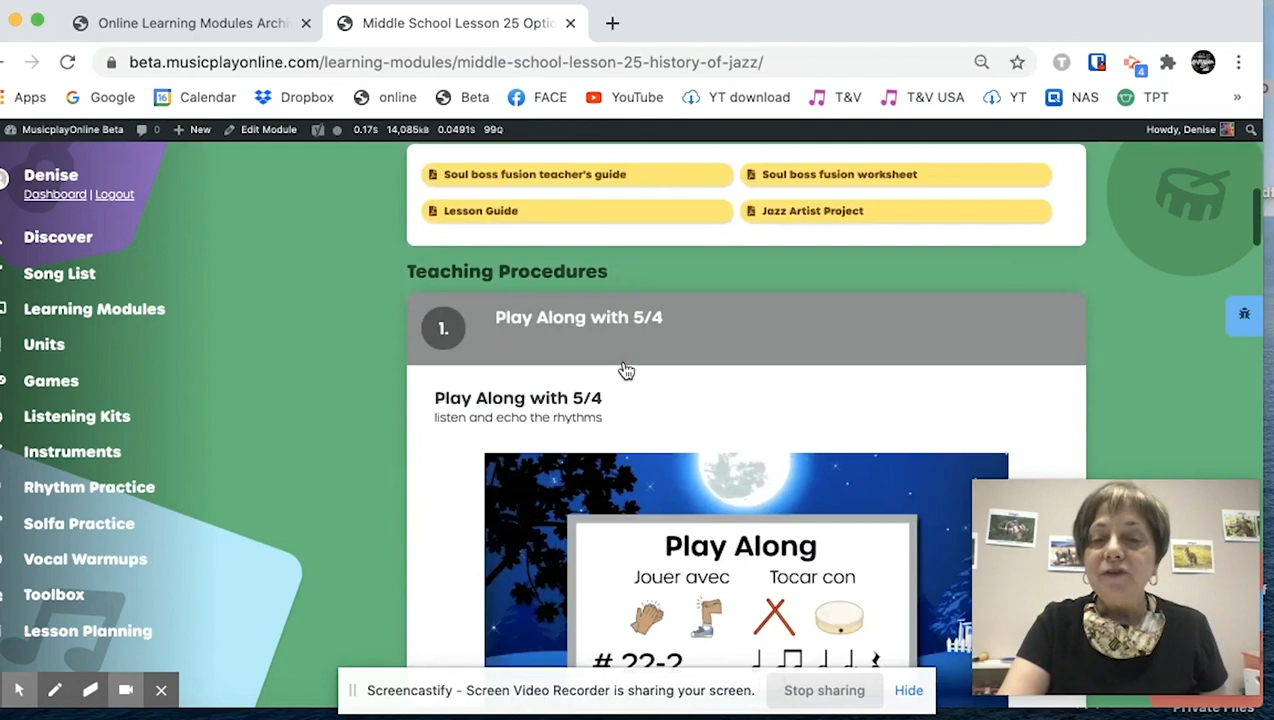 Online Learning Modules Archi
Middle School Lesson 25 Optio
beta.musicplayonline.com/learning-modules/middle-school-lesson-25-history-of-jazz/
T
4
Apps
Google
16
Calendar
Dropbox
online
Beta
FACE
YouTube
YT download
T&V
T&V USA
YT
NAS
TPT
»
MusicplayOnline Beta
0
New
Edit Module
0.17s 14,085kB 0.0491s 99Q
Howdy, Denise
Denise
Dashboard | Logout
Discover
Song List
Learning Modules
Units
Games
Listening Kits
Instruments
Rhythm Practice
Solfa Practice
Vocal Warmups
Toolbox
Lesson Planning
Soul boss fusion teacher's guide
Soul boss fusion worksheet
Lesson Guide
Jazz Artist Project
Teaching Procedures
1.
Play Along with 5/4
Play Along with 5/4
listen and echo the rhythms
Play Along
Jouer avec
Tocar con
# 22-2
Screencastify - Screen Video Recorder is sharing your screen.
Stop sharing
Hide
Private Files